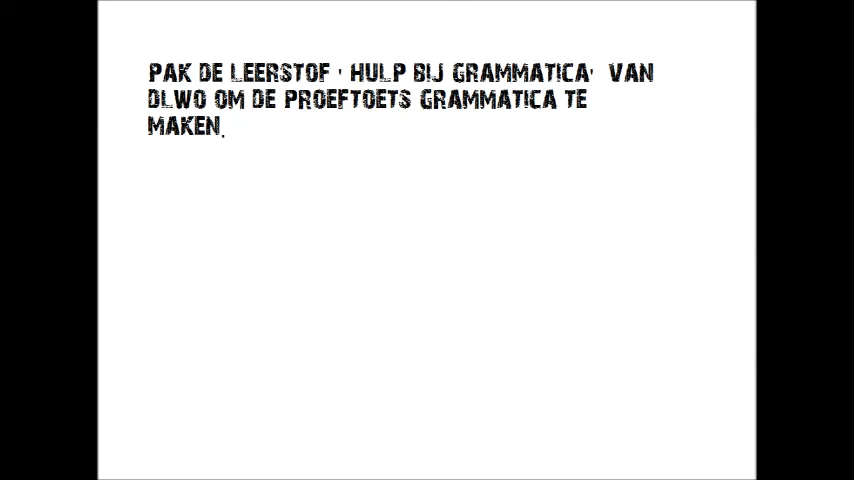 PAK DE LEERSTOF ' HULP BIJ GRAMMATICA' VAN
DLWO OM DE PROEFTOETS GRAMMATICA TE
MAKEN.